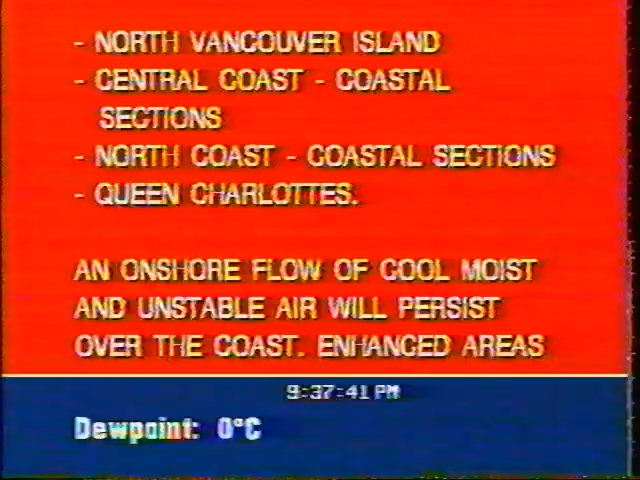 - NORTH VANCOUVER ISLAND
- CENTRAL COAST - COASTAL
SECTIONS
- NORTH COAST - COASTAL SECTIONS
- QUEEN CHARLOTTES.
AN ONSHORE FLOW OF COOL MOIST
AND UNSTABLE AIR WILL PERSIST
OVER THE COAST. ENHANCED AREAS
9:37:41 PM
Dewpoint: 0°C